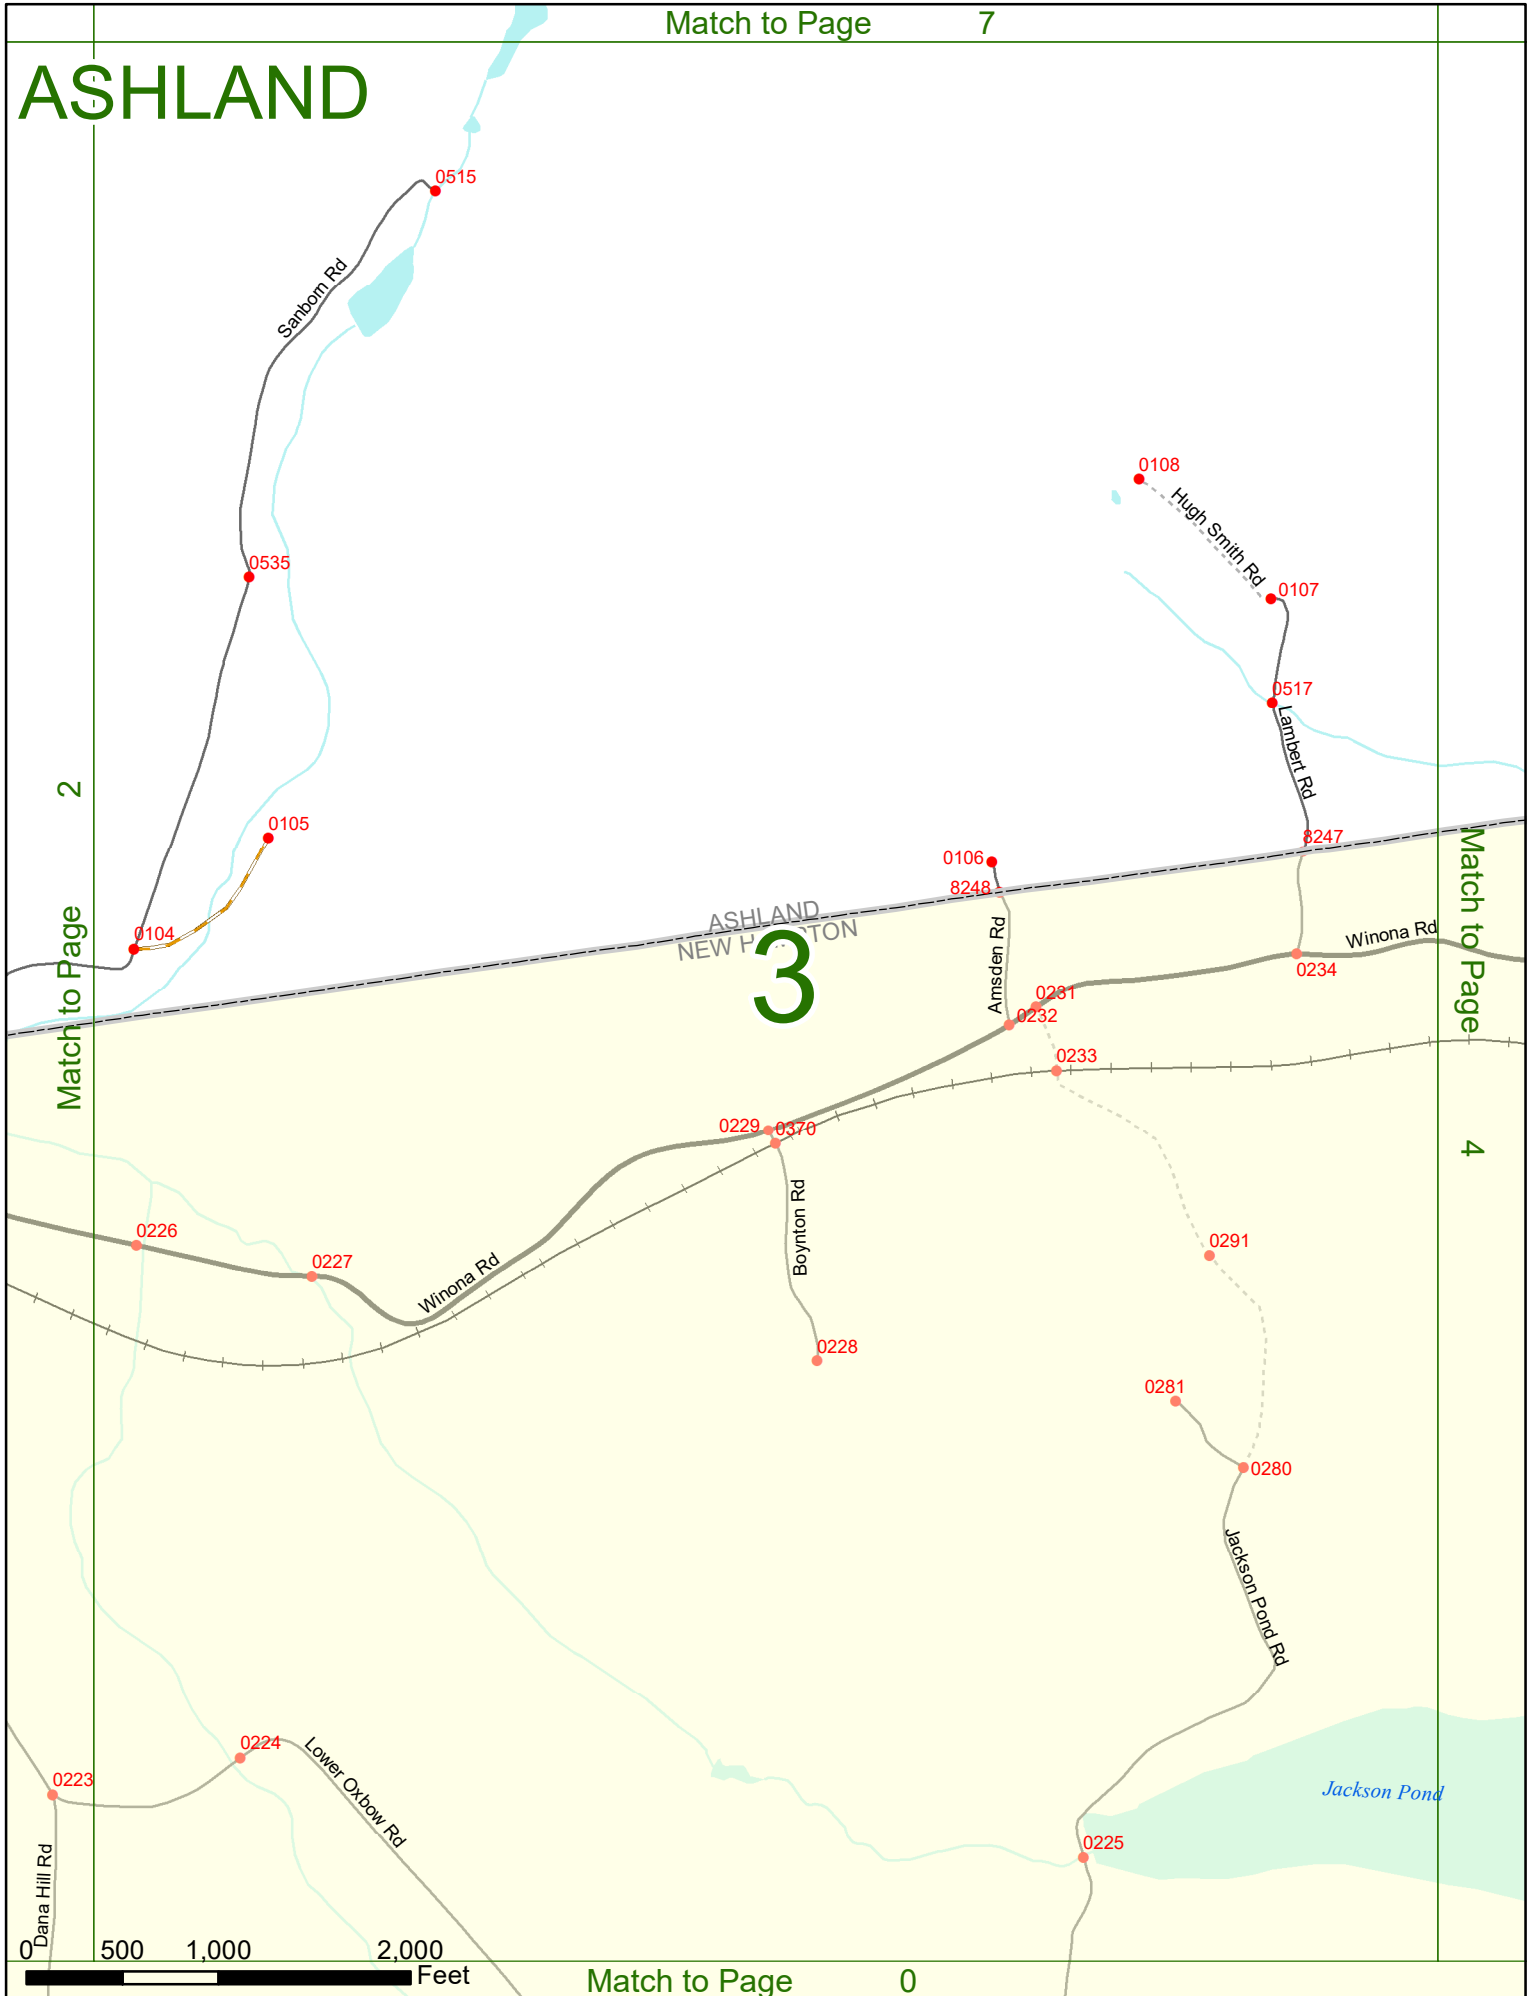 Match to Page 7
ASHLAND
0515
Sanborn Rd
0108
Hugh Smith Rd
0535
0107
0517
Lambert Rd
2
Match to Page
0105
8247
0106
8248
ASHLAND
3
0104
Amsden Rd
Winona Rd
0234
0231
0232
0233
Match to Page
4
0229
0370
Boynton Rd
0226
0227
Winona Rd
0291
0228
0281
0280
Jackson Pond Rd
0224
Lower Oxbow Rd
0223
Jackson Pond
0225
Dana Hill Rd
0 500 1,000 2,000
Feet
Match to Page 0